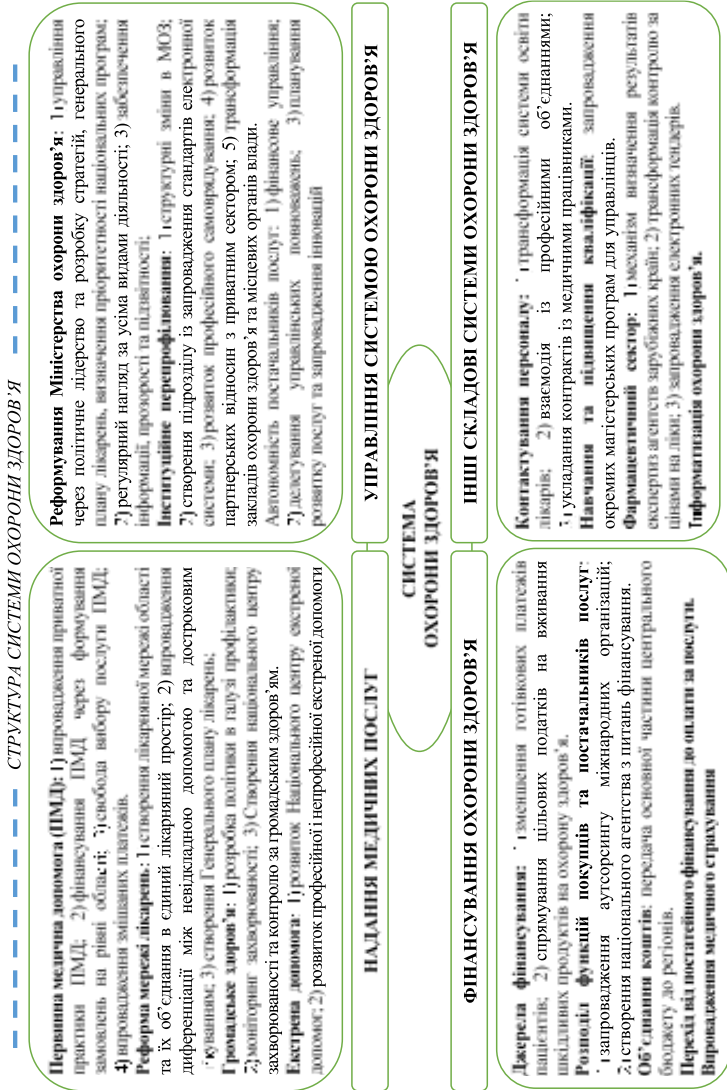 СТРУКТУРА СИСТЕМИ ОХОРОНИ ЗДОРОВ’Я
Первинна медична допомога (ПМД): 1) впровадження приватної
практики ПМД; 2) фінансування ПМД через формування
замовлень на рівні області; 3) свобода вибору послуги ПМД;
4) впровадження змішаних платежів.
Реформа мережі лікарень: 1) створення лікарняної мережі області
та їх об’єднання в єдиний лікарняний простір; 2) впровадження
диференціації між невідкладною допомогою та достроковим
лікуванням; 3) створення Генерального плану лікарень;
Громадське здоров’я: 1) розробка політики в галузі профілактики;
2) моніторинг захворюваності; 3) Створення національного центру
захворюваності та контролю за громадським здоров’ям.
Екстрена допомога: 1) розвиток Національного центру екстреної
допомог; 2) розвиток професійної і непрофесійної екстреної допомоги
Реформування Міністерства охорони здоров’я: 1) управління
через політичне лідерство та розробку стратегій, генерального
плану лікарень, визначення пріоритетності національних програм;
2) регулярний нагляд за усіма видами діяльності; 3) забезпечення
інформації, прозорості та підзвітності;
Інституційне перепрофілювання: 1) структурні зміни в МОЗ;
2) створення підрозділу із запровадження стандартів електронної
системи; 3) розвиток професійного самоврядування; 4) розвиток
партнерських відносин з приватним сектором; 5) трансформація
закладів охорони здоров’я та місцевих органів влади.
Автономність постачальників послуг: 1) фінансове управління;
2) делегування управлінських повноважень; 3) планування
розвитку послуг та запровадження інновацій
НАДАННЯ МЕДИЧНИХ ПОСЛУГ
УПРАВЛІННЯ СИСТЕМОЮ ОХОРОНИ ЗДОРОВ’Я
СИСТЕМА
ОХОРОНИ ЗДОРОВ’Я
ФІНАНСУВАННЯ ОХОРОНИ ЗДОРОВ’Я
ІНШІ СКЛАДОВІ СИСТЕМИ ОХОРОНИ ЗДОРОВ’Я
Джерела фінансування: 1) зменшення готівкових платежів
пацієнтів; 2) спрямування цільових податків на вживання
шкідливих продуктів на охорону здоров’я.
Розподіл функцій покупців та постачальників послуг:
1) запровадження аутсорсингу міжнародних організацій;
2) створення національного агентства з питань фінансування.
Об’єднання коштів: передача основної частини центрального
бюджету до регіонів.
Перехід від постатейного фінансування до оплати за послуги.
Впровадження медичного страхування
Контактування персоналу: 1) трансформація системи освіти
лікарів; 2) взаємодія із професійними об’єднаннями;
3) укладання контрактів із медичними працівниками.
Навчання та підвищення кваліфікації: запровадження
окремих магістерських програм для управлінців.
Фармацевтичний сектор: 1) механізм визначення результатів
експертиз агентств зарубіжних країн; 2) трансформація контролю за
цінами на ліки; 3) запровадження електронних тендерів.
Інформатизація охорони здоров’я.